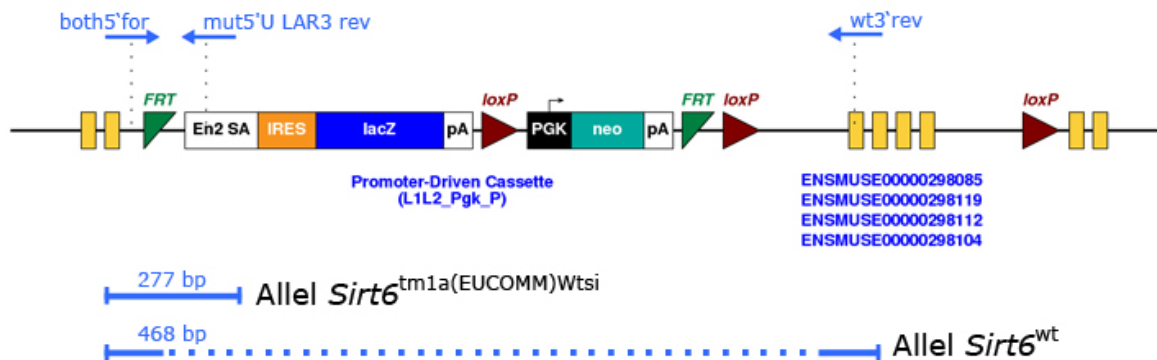 both5'for mut5'U LAR3 rev wt3'rev
FRT loxP FRT loxP loxP
En2 SA IRES lacZ pA PGK neo pA
Promoter-Driven Cassette
(L1L2_Pgk_P)
ENSMUSE00000298085
ENSMUSE00000298119
ENSMUSE00000298112
ENSMUSE00000298104
277 bp
Allel Sirt6tm1a(EUCOMM)Wtsi
468 bp
Allel Sirt6wt